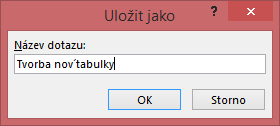 Uložit jako
?
Název dotazu:
Tvorba nov´tabulky
OK
Storno